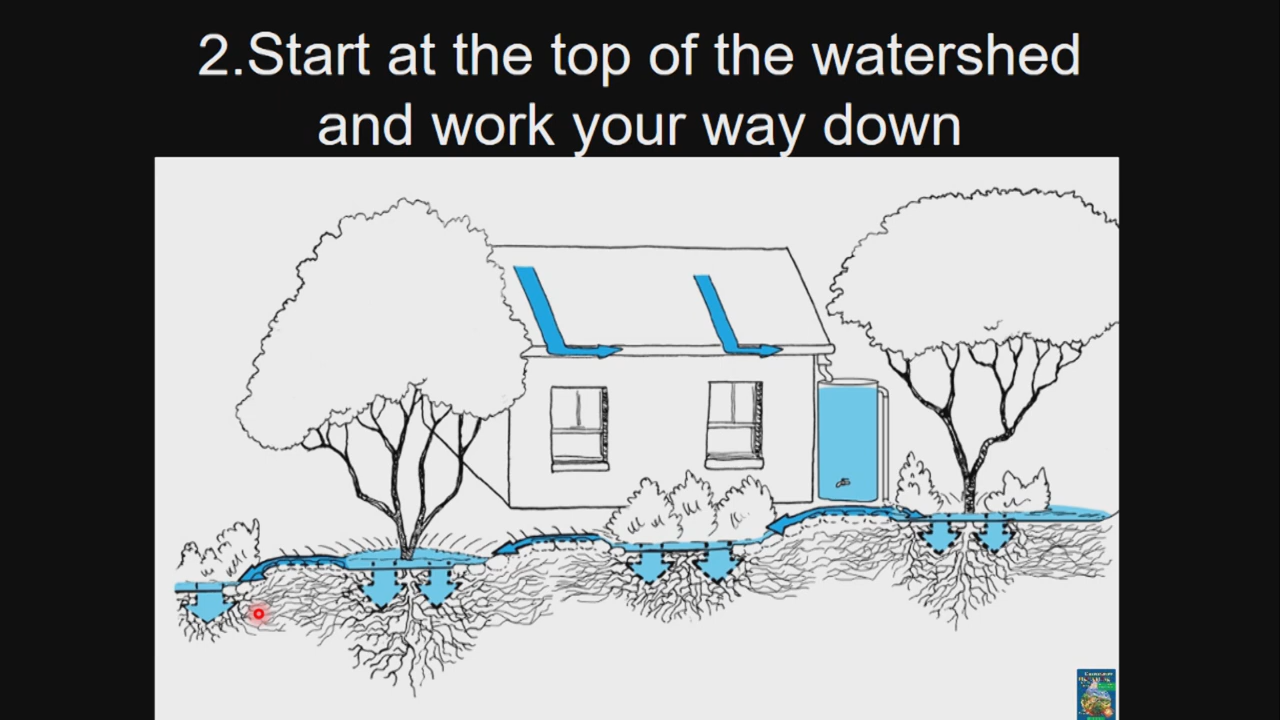 2.Start at the top of the watershed
and work your way down